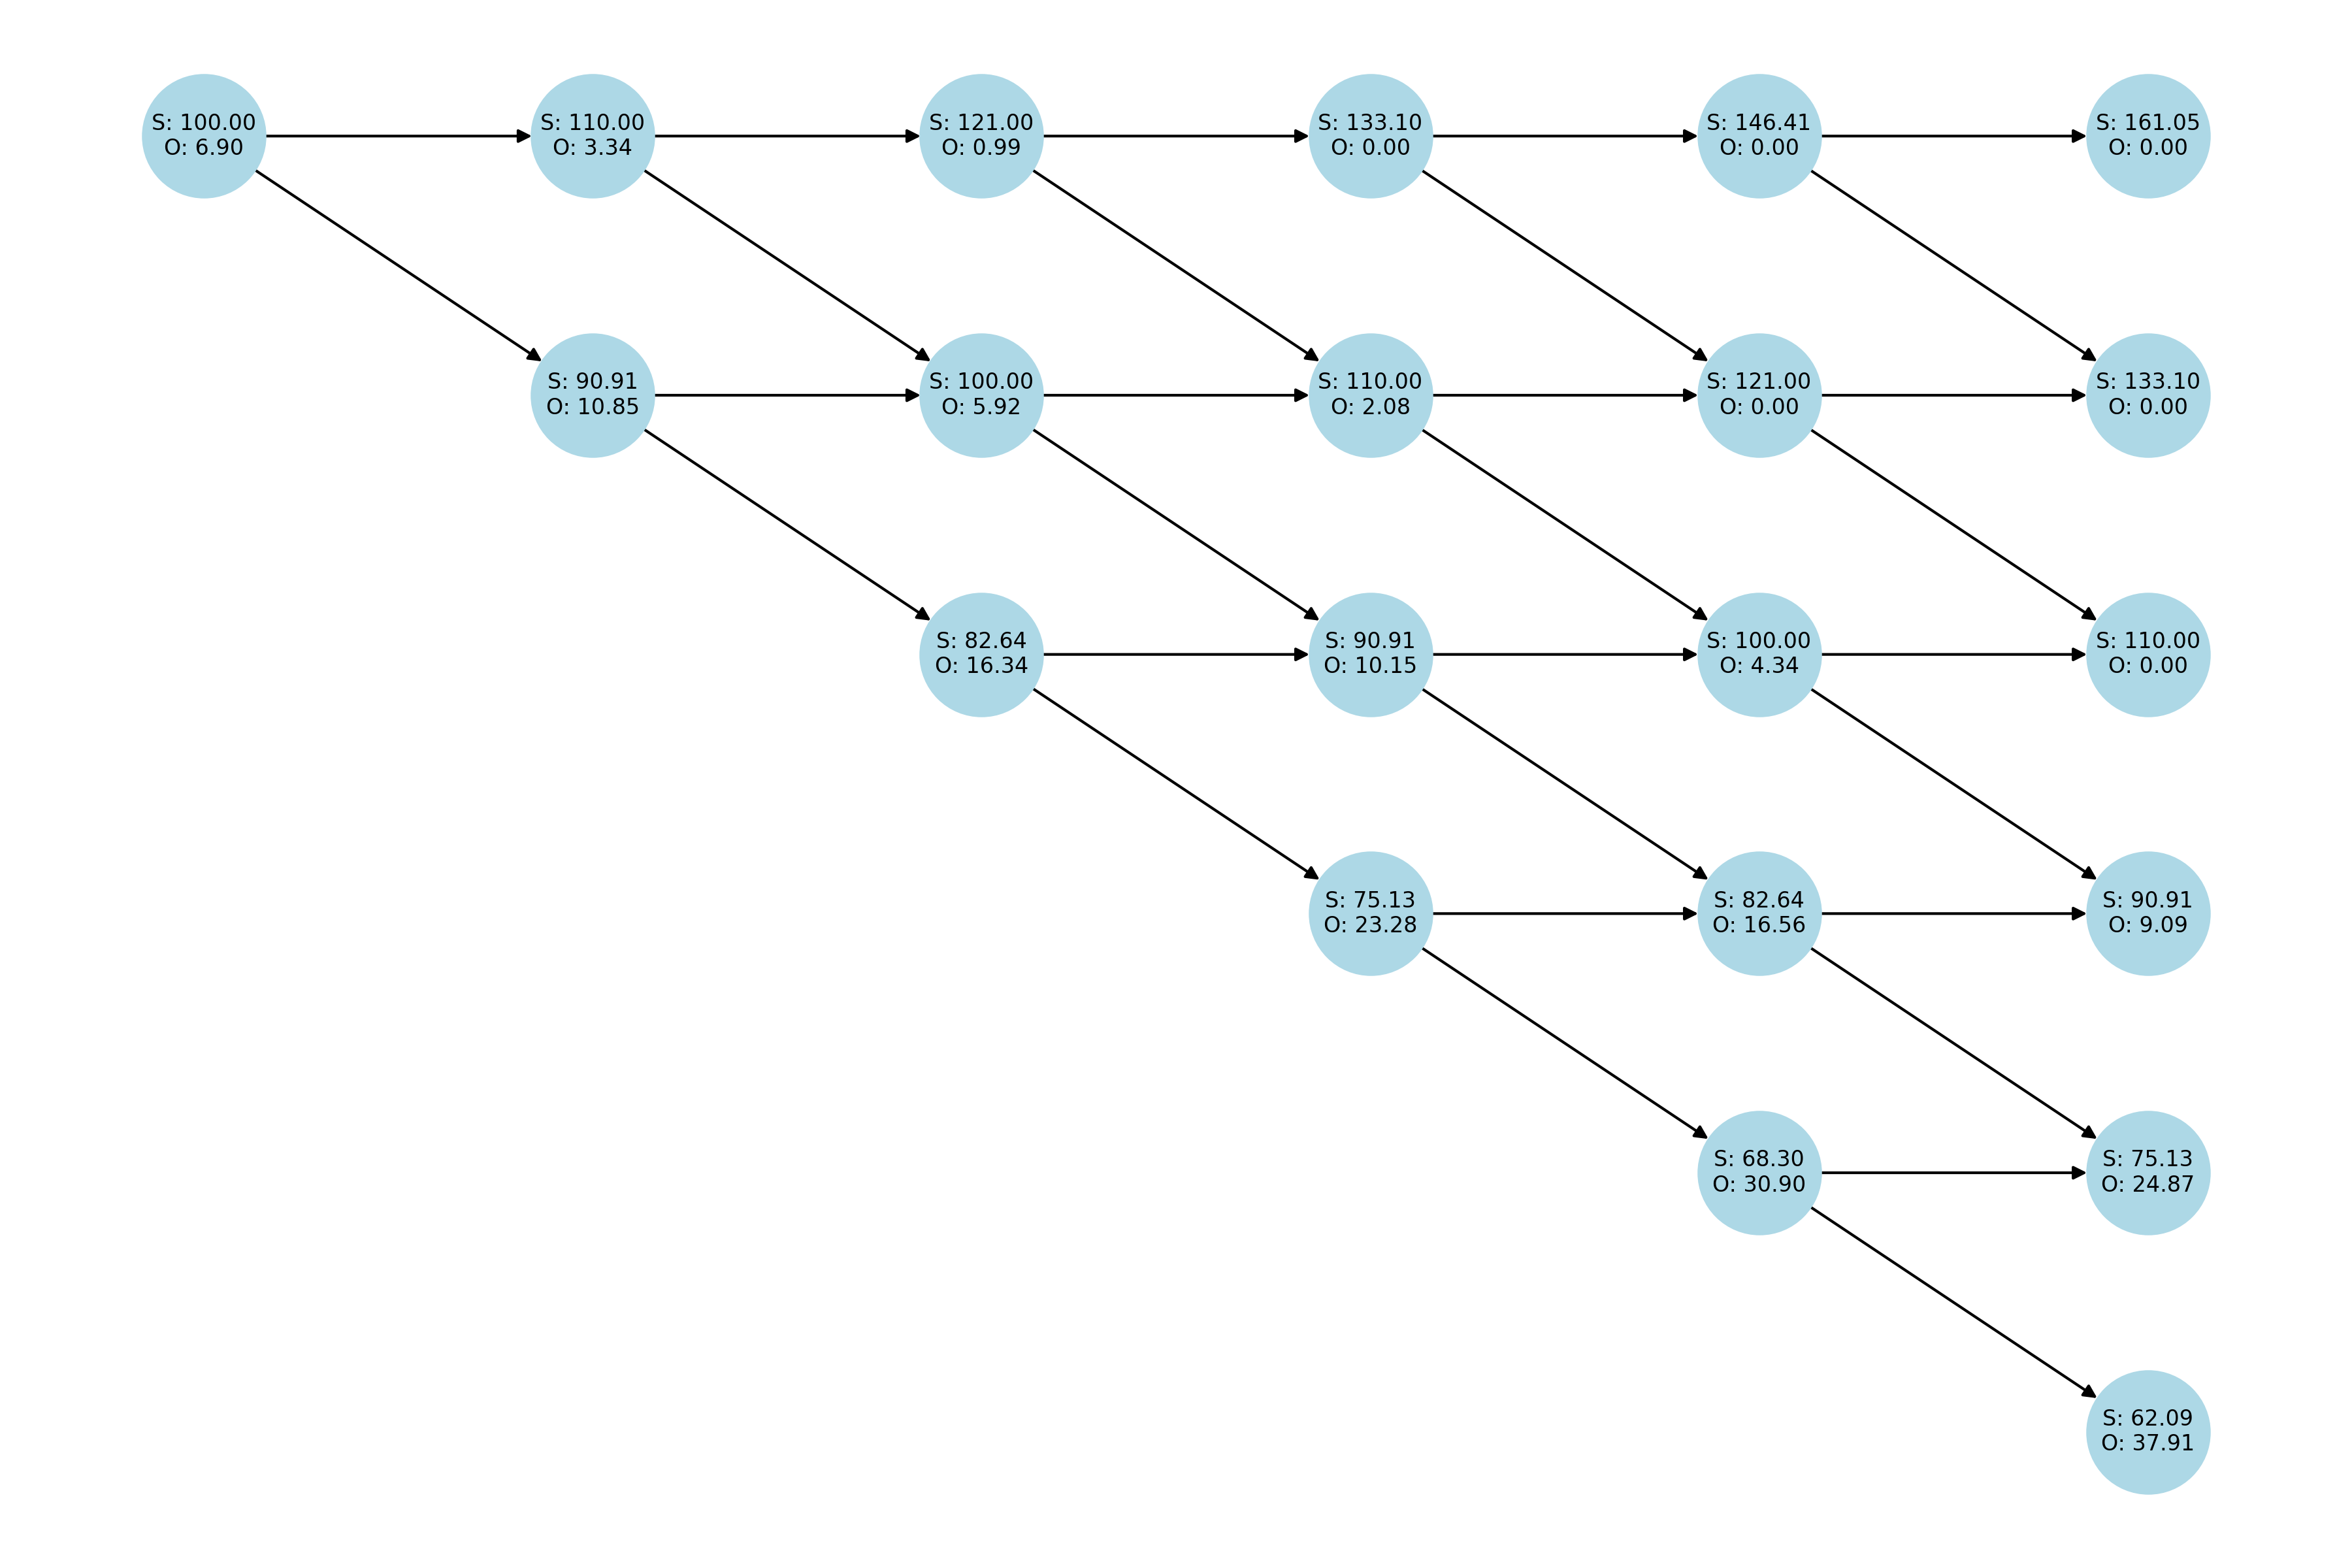 S: 100.00
O: 6.90
S: 110.00
O: 3.34
S: 121.00
O: 0.99
S: 133.10
O: 0.00
S: 146.41
O: 0.00
S: 161.05
O: 0.00
S: 90.91
O: 10.85
S: 100.00
O: 5.92
S: 110.00
O: 2.08
S: 121.00
O: 0.00
S: 133.10
O: 0.00
S: 82.64
O: 16.34
S: 90.91
O: 10.15
S: 100.00
O: 4.34
S: 110.00
O: 0.00
S: 75.13
O: 23.28
S: 82.64
O: 16.56
S: 90.91
O: 9.09
S: 68.30
O: 30.90
S: 75.13
O: 24.87
S: 62.09
O: 37.91